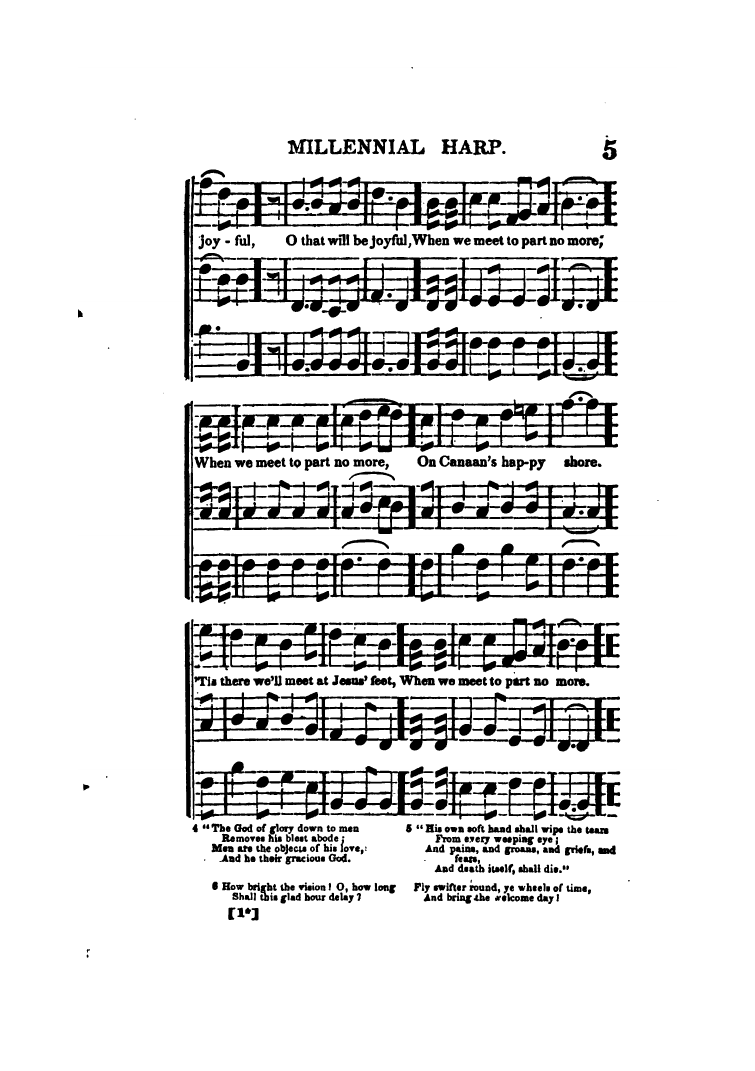 MILLENNIAL HARP. 5
joy - ful, O that will be joyful, When we meet to part no more;
When we meet to part no more, On Canaan's hap-py shore.
'Tis there we'll meet at Jesus' feet, When we meet to part no more.
4 "The God of glory down to men
Removes his blest abode;
Men are the objects of his love,
And he their gracious God.
5 "His own soft hand shall wipe the tears
From every weeping eye;
And pains, and groans, and griefs, and
fears,
And death itself, shall die."
6 How bright the vision! O, how long
Shall this glad hour delay?
Fly swifter round, ye wheels of time,
And bring the welcome day!
[1*]